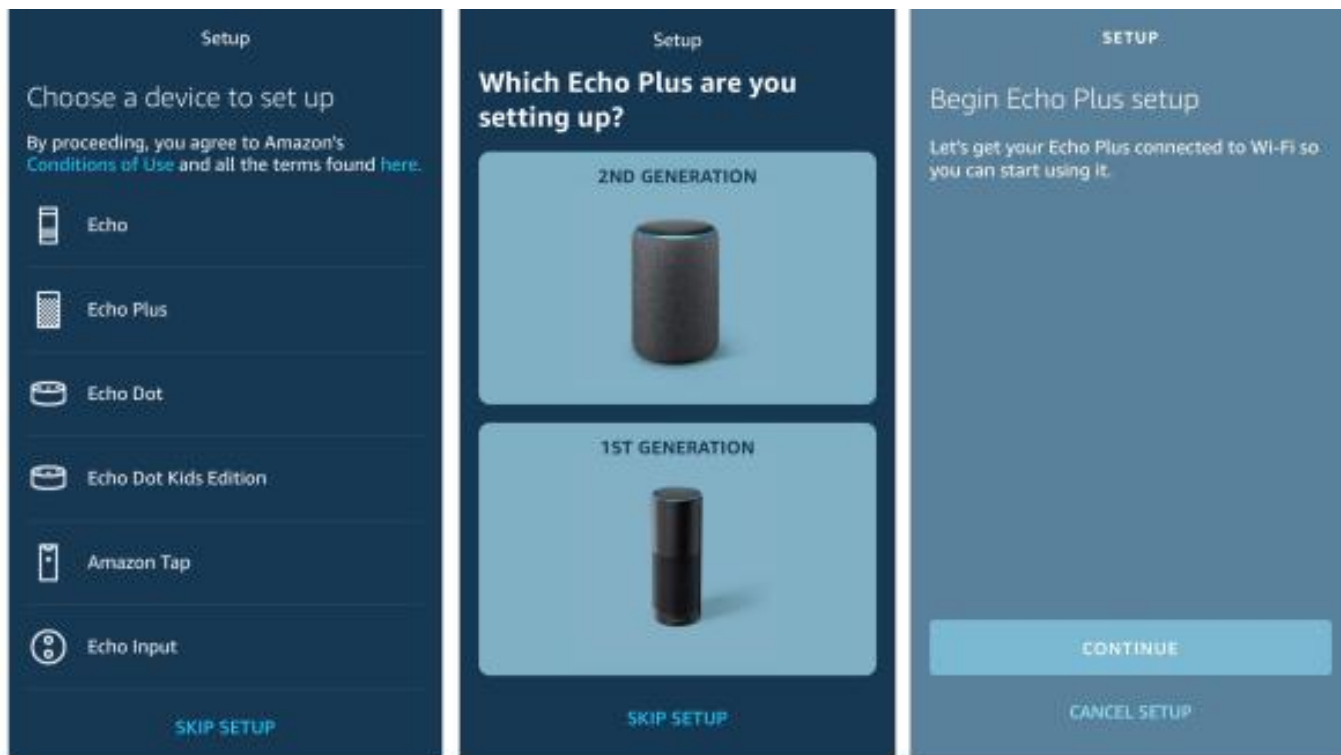 Setup
Choose a device to set up
By proceeding, you agree to Amazon's
Conditions of Use and all the terms found here.
Echo
Echo Plus
Echo Dot
Echo Dot Kids Edition
Amazon Tap
Echo Input
SKIP SETUP
Setup
Which Echo Plus are you
setting up?
2ND GENERATION
1ST GENERATION
SKIP SETUP
SETUP
Begin Echo Plus setup
Let's get your Echo Plus connected to Wi-Fi so
you can start using it.
CONTINUE
CANCEL SETUP